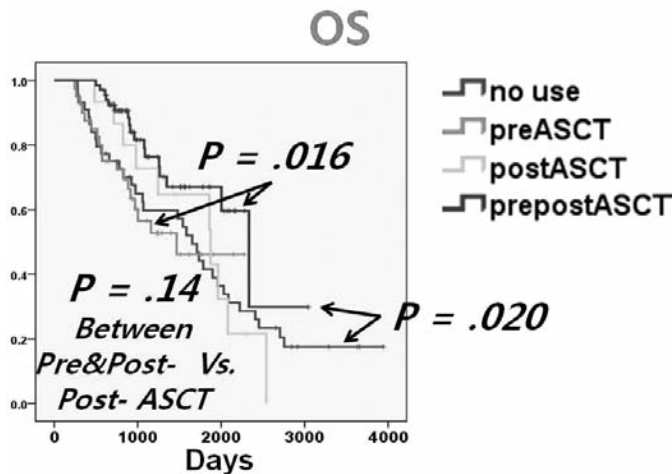 OS
1.0
0.8
0.6
0.4
0.2
0.0
0
1000
2000
3000
4000
Days
P = .016
P = .14
Between
Pre&Post- Vs.
Post- ASCT
P = .020
no use
preASCT
postASCT
prepostASCT